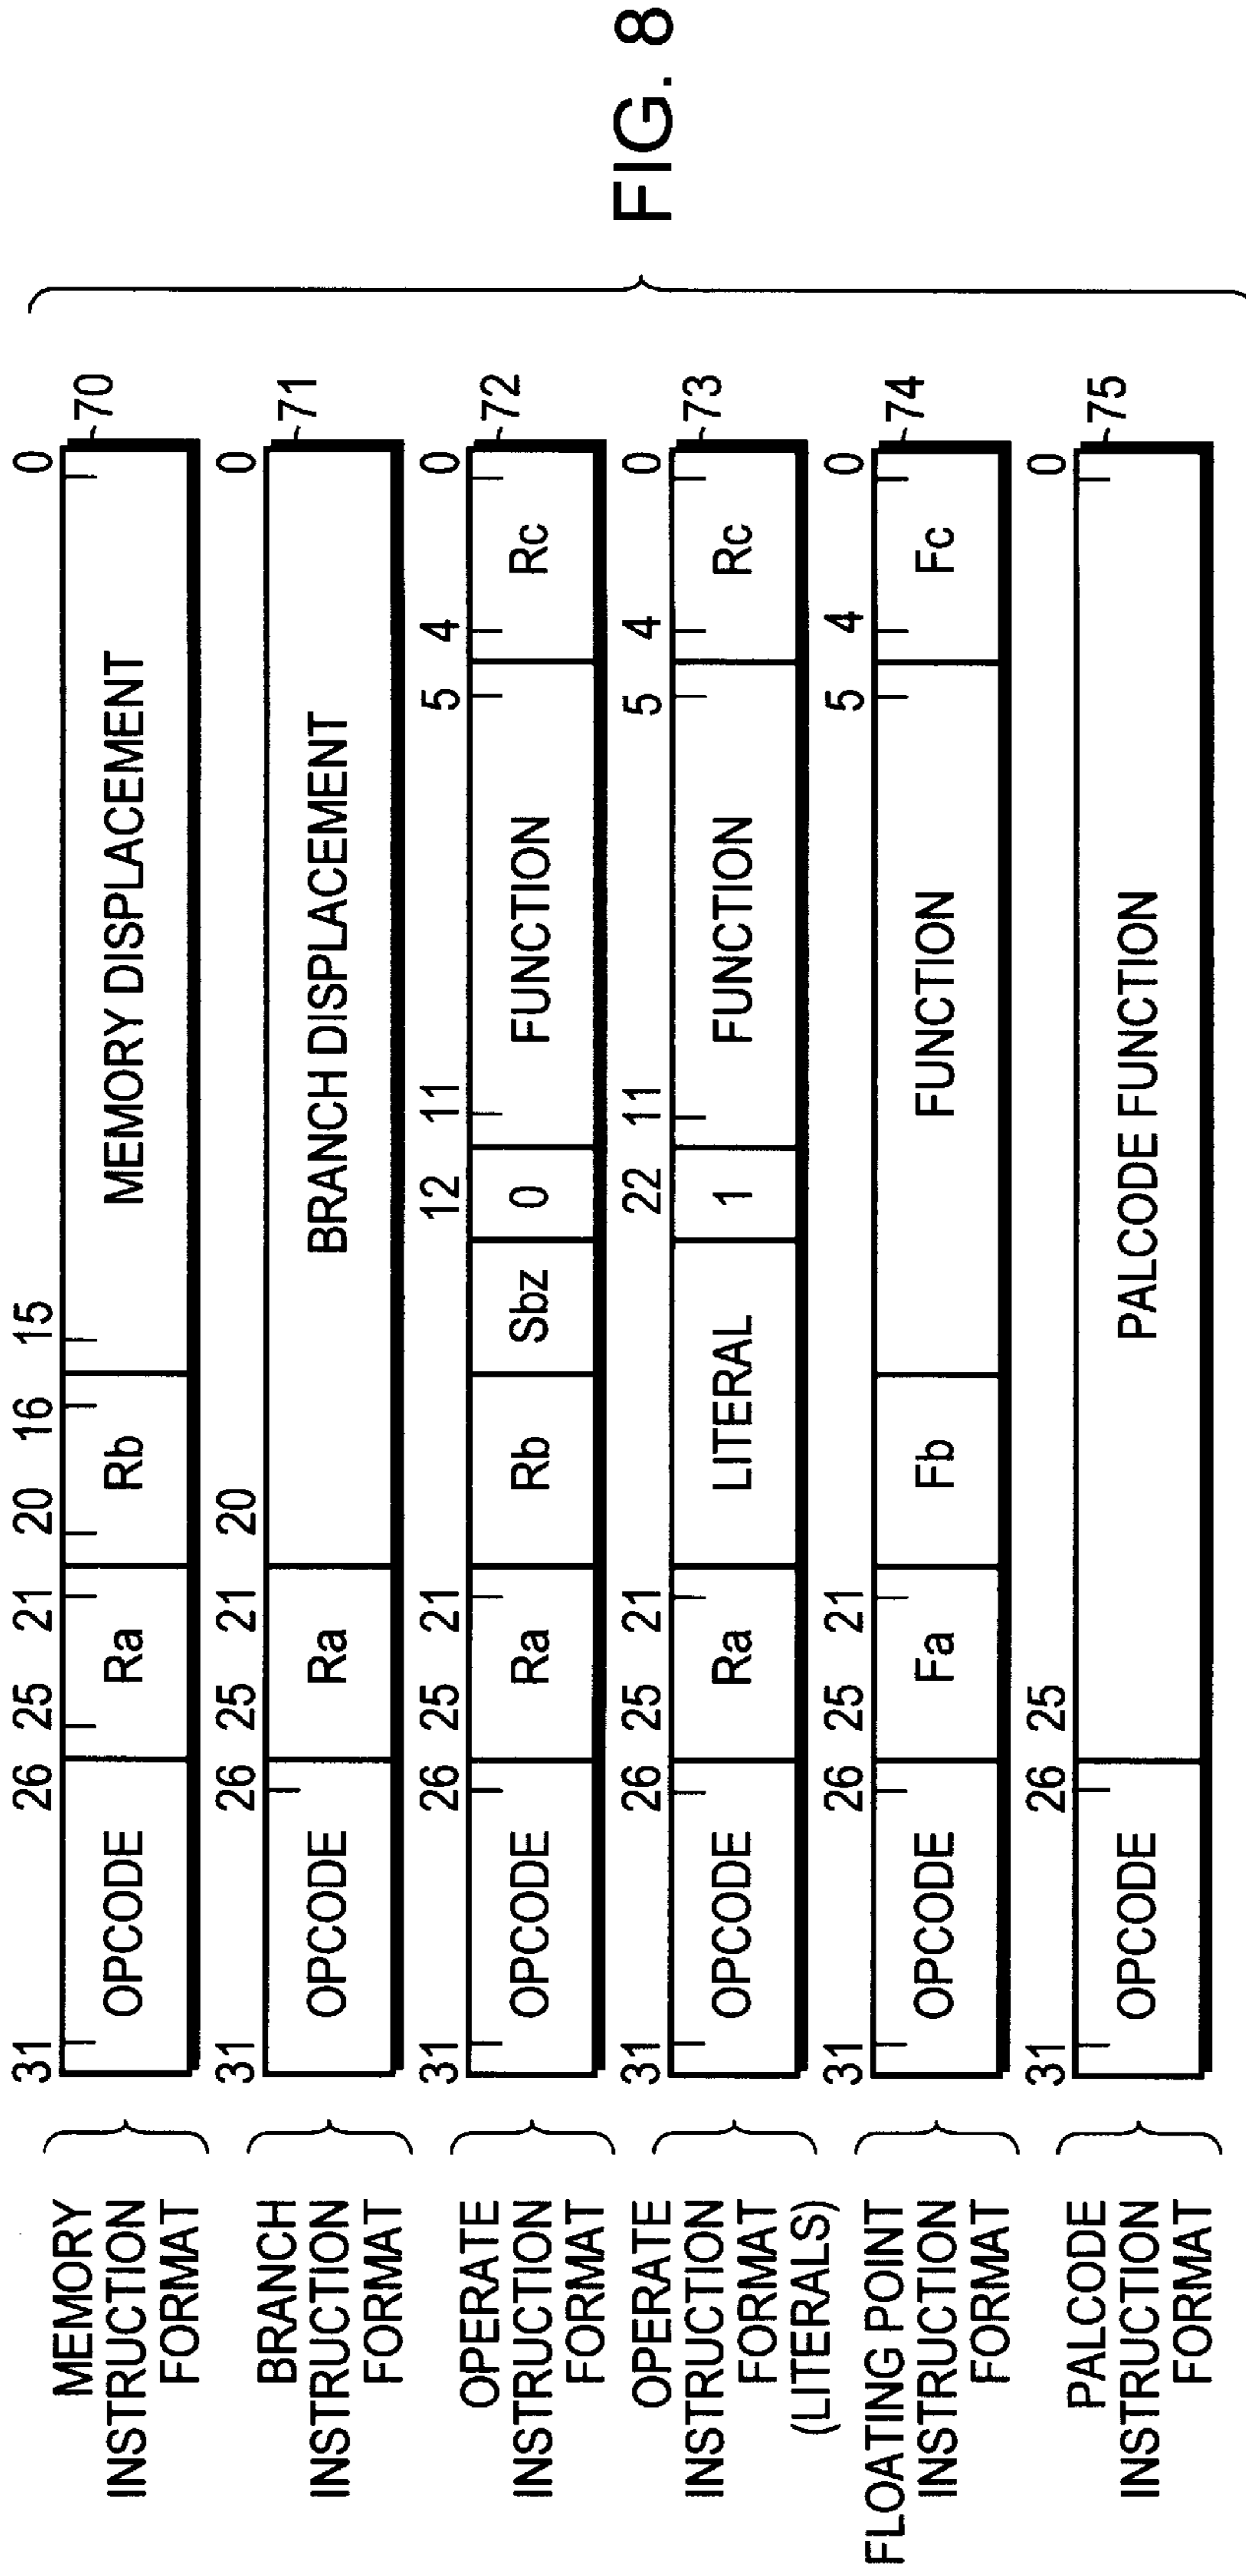 MEMORY
INSTRUCTION
FORMAT
31 26 25 21 20 16 15 0
OPCODE Ra Rb MEMORY DISPLACEMENT
70
BRANCH
INSTRUCTION
FORMAT
31 26 25 21 20 0
OPCODE Ra BRANCH DISPLACEMENT
71
OPERATE
INSTRUCTION
FORMAT
31 26 25 21 12 11 5 4 0
OPCODE Ra Rb Sbz 0 FUNCTION Rc
72
OPERATE
INSTRUCTION
FORMAT
(LITERALS)
31 26 25 21 22 11 5 4 0
OPCODE Ra LITERAL 1 FUNCTION Rc
73
FLOATING POINT
INSTRUCTION
FORMAT
31 26 25 21 5 4 0
OPCODE Fa Fb FUNCTION Fc
74
PALCODE
INSTRUCTION
FORMAT
31 26 25 0
OPCODE PALCODE FUNCTION
75
FIG. 8